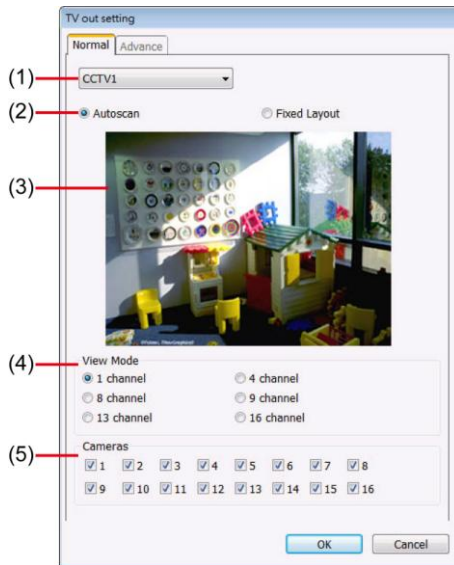 TV out setting
Normal Advance
(1) CCTV1
(2) Autoscan Fixed Layout
(3)
(4) View Mode
1 channel 4 channel
8 channel 9 channel
13 channel 16 channel
(5) Cameras
1 2 3 4 5 6 7 8
9 10 11 12 13 14 15 16
OK Cancel